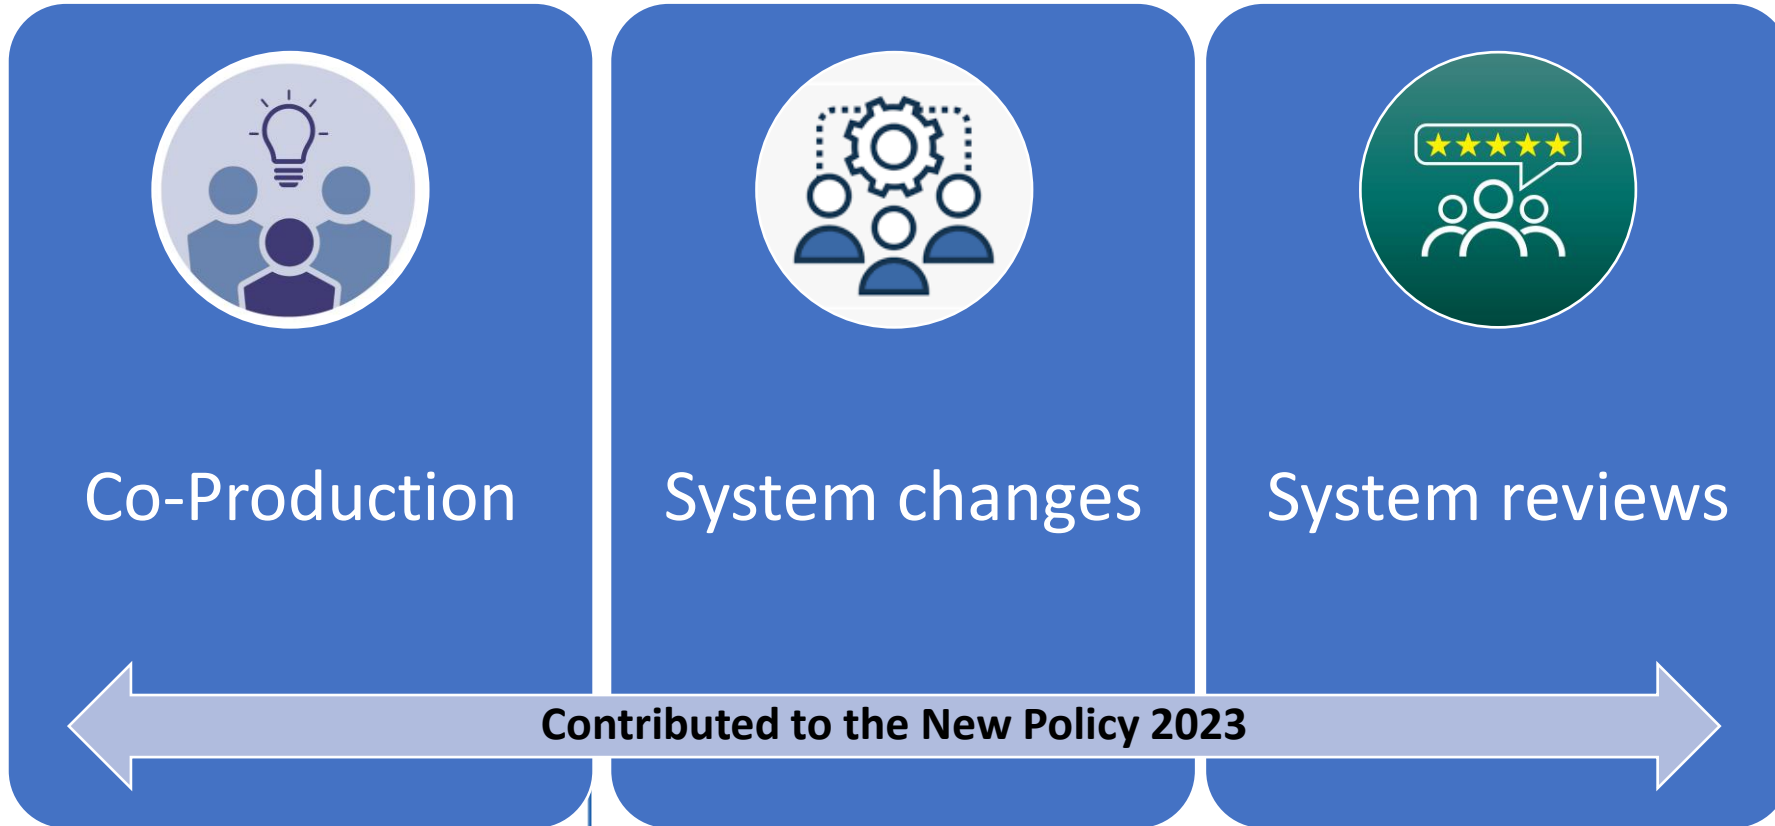 Co-Production
System changes
System reviews
Contributed to the New Policy 2023